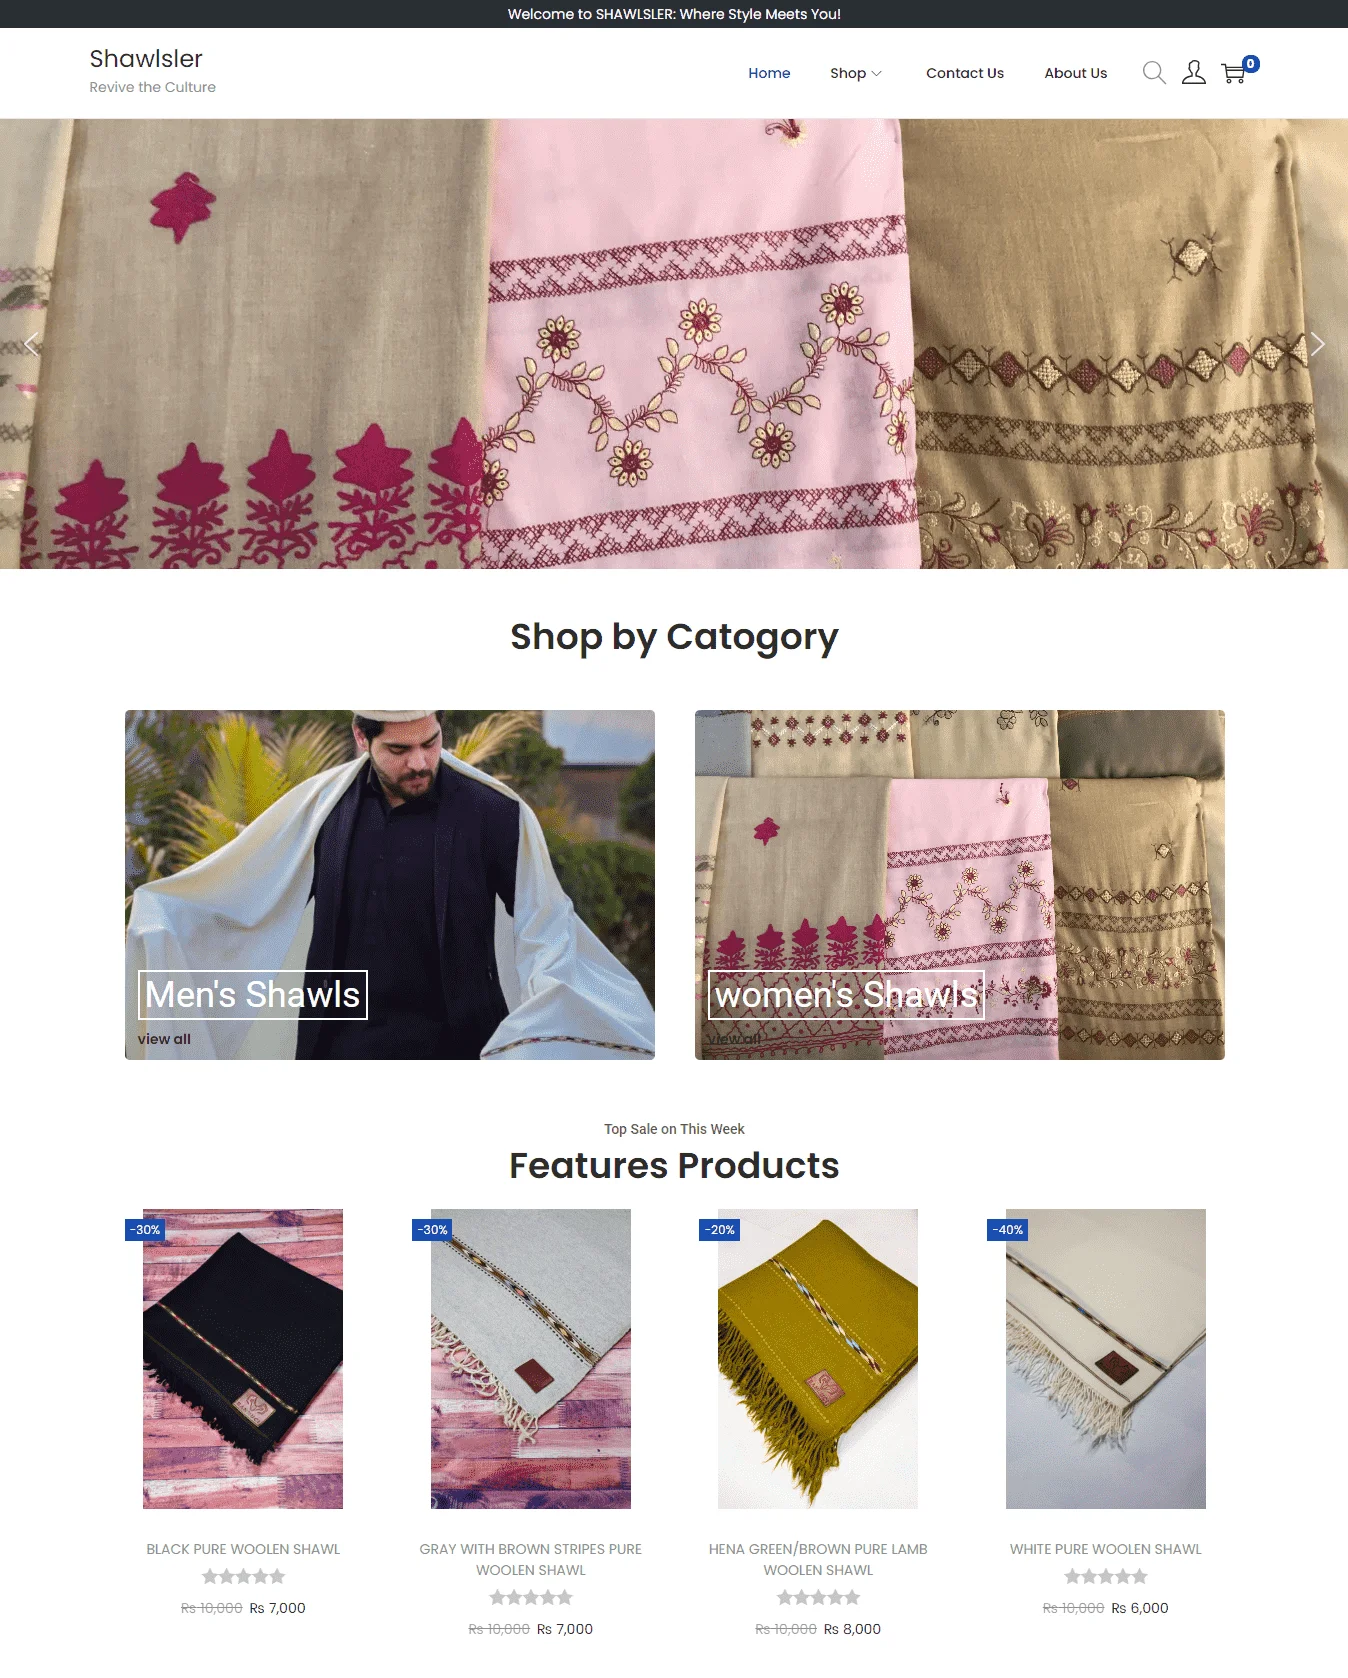 Welcome to SHAWLSLER: Where Style Meets You!
Shawlsler
Revive the Culture
Home
Shop
Contact Us
About Us
0
Shop by Catogory
Men's Shawls
view all
women's Shawls
view all
Top Sale on This Week
Features Products
-30%
-30%
-20%
-40%
BLACK PURE WOOLEN SHAWL
Rs 10,000 Rs 7,000
GRAY WITH BROWN STRIPES PURE
WOOLEN SHAWL
Rs 10,000 Rs 7,000
HENA GREEN/BROWN PURE LAMB
WOOLEN SHAWL
Rs 10,000 Rs 8,000
WHITE PURE WOOLEN SHAWL
Rs 10,000 Rs 6,000